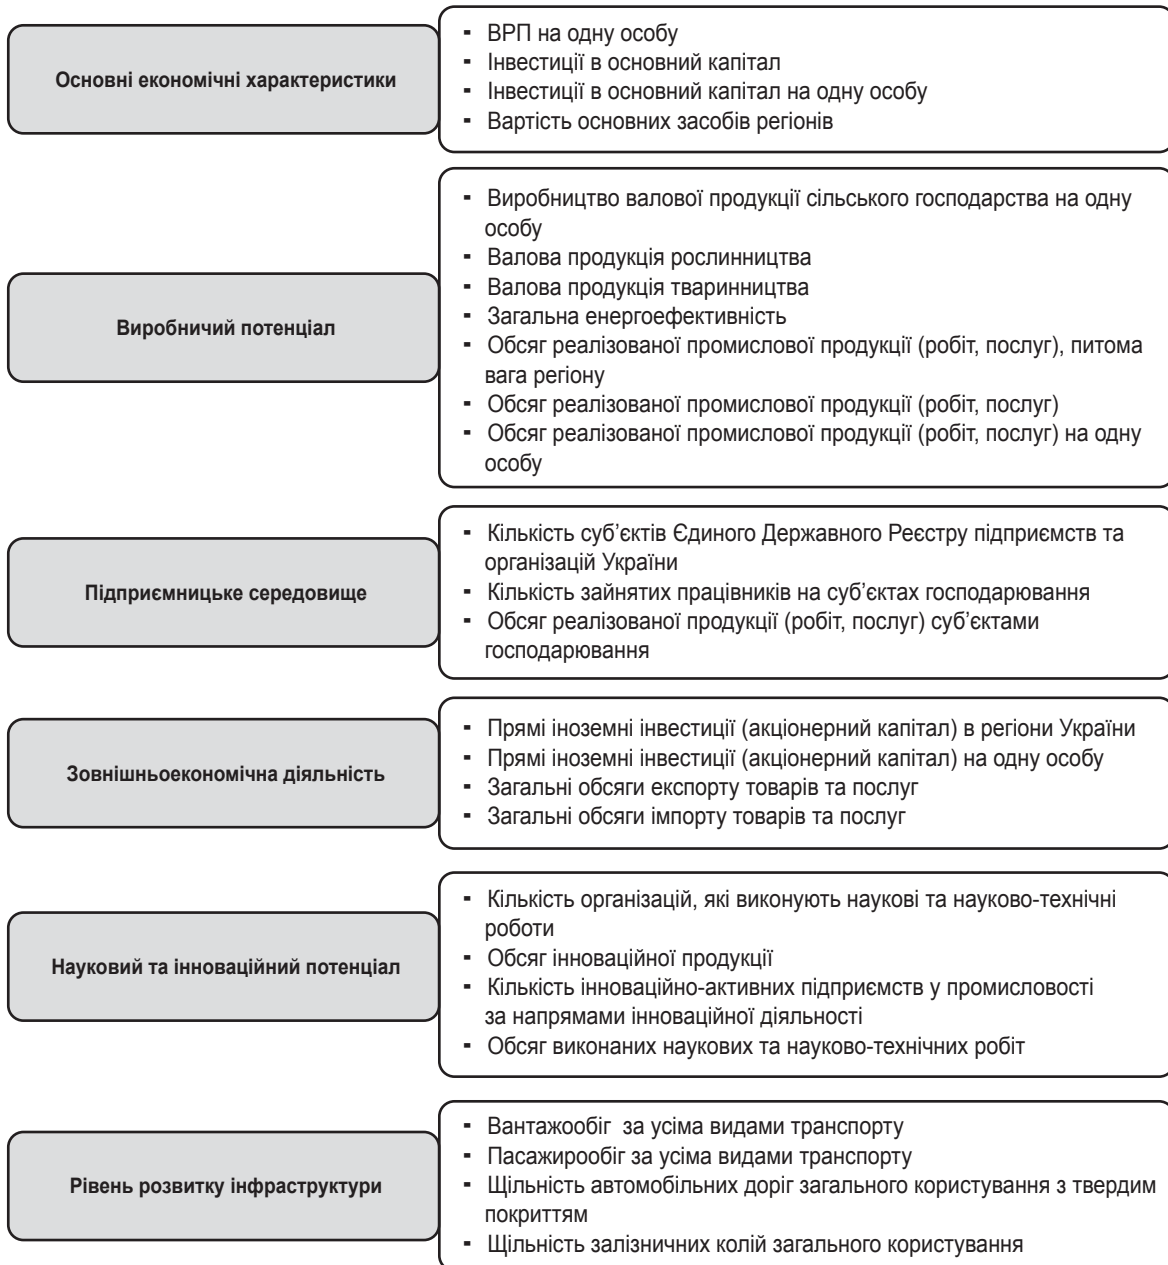 Основні економічні характеристики
- ВРП на одну особу
- Інвестиції в основний капітал
- Інвестиції в основний капітал на одну особу
- Вартість основних засобів регіонів
Виробничий потенціал
- Виробництво валової продукції сільського господарства на одну
особу
- Валова продукція рослинництва
- Валова продукція тваринництва
- Загальна енергоефективність
- Обсяг реалізованої промислової продукції (робіт, послуг), питома
вага регіону
- Обсяг реалізованої промислової продукції (робіт, послуг)
- Обсяг реалізованої промислової продукції (робіт, послуг) на одну
особу
Підприємницьке середовище
- Кількість суб’єктів Єдиного Державного Реєстру підприємств та
організацій України
- Кількість зайнятих працівників на суб’єктах господарювання
- Обсяг реалізованої продукції (робіт, послуг) суб’єктами
господарювання
Зовнішньоекономічна діяльність
- Прямі іноземні інвестиції (акціонерний капітал) в регіони України
- Прямі іноземні інвестиції (акціонерний капітал) на одну особу
- Загальні обсяги експорту товарів та послуг
- Загальні обсяги імпорту товарів та послуг
Науковий та інноваційний потенціал
- Кількість організацій, які виконують наукові та науково-технічні
роботи
- Обсяг інноваційної продукції
- Кількість інноваційно-активних підприємств у промисловості
за напрямами інноваційної діяльності
- Обсяг виконаних наукових та науково-технічних робіт
Рівень розвитку інфраструктури
- Вантажообіг за усіма видами транспорту
- Пасажирообіг за усіма видами транспорту
- Щільність автомобільних доріг загального користування з твердим
покриттям
- Щільність залізничних колій загального користування